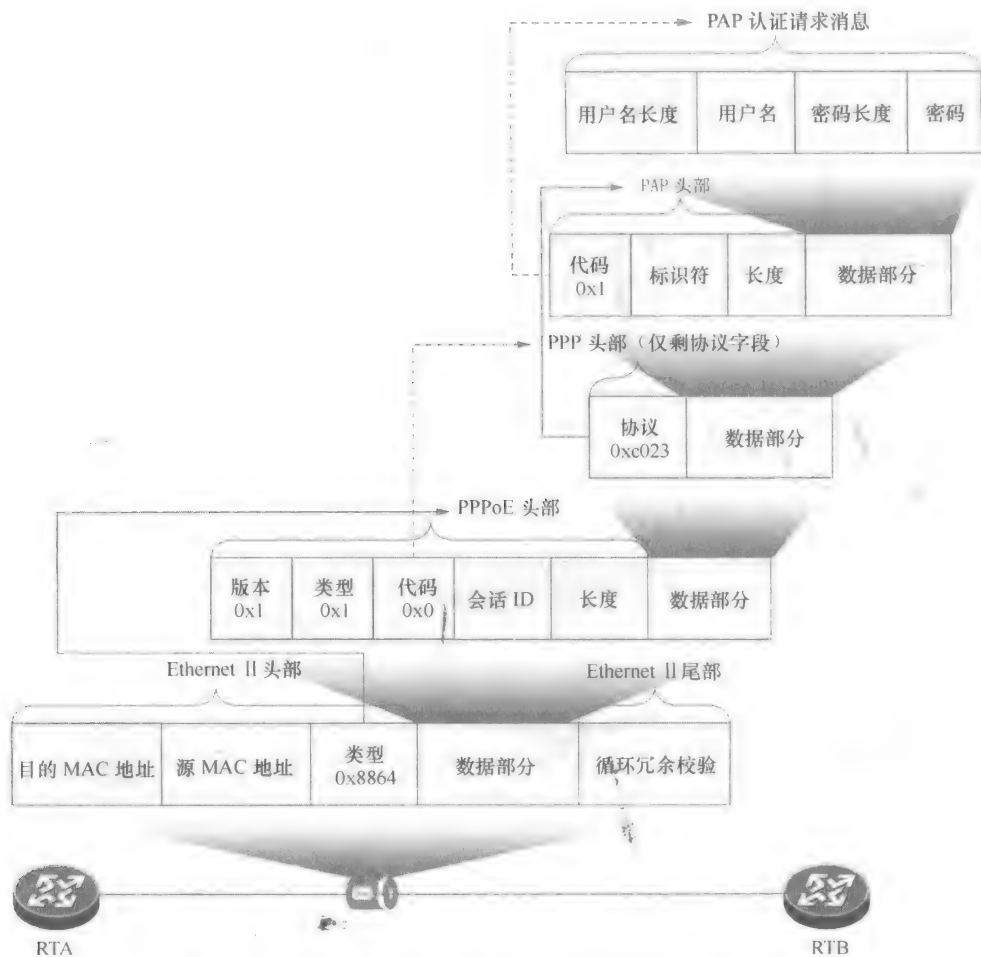 PAP 认证请求消息
用户名长度 用户名 密码长度 密码
PAP 头部
代码 0x1 标识符 长度 数据部分
PPP 头部（仅剩协议字段）
协议 0xc023 数据部分
PPPoE 头部
版本 0x1 类型 0x1 代码 0x0 会话 ID 长度 数据部分
Ethernet Ⅱ头部 Ethernet Ⅱ尾部
目的 MAC 地址 源 MAC 地址 类型 0x8864 数据部分 循环冗余校验
RTA RTB